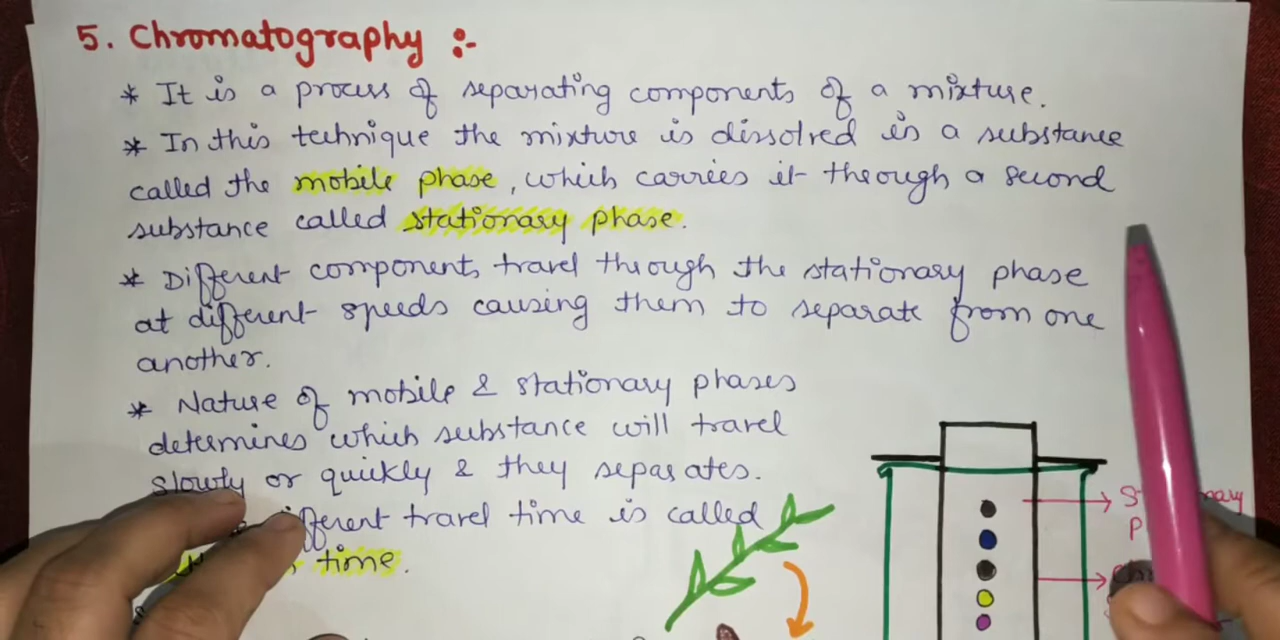 5. Chromatography :-
* It is a process of separating components of a mixture.
* In this technique the mixture is dissolved in a substance
called the mobile phase, which carries it through a second
substance called stationary phase.
* Different components travel through the stationary phase
at different speeds causing them to separate from one
another.
* Nature of mobile & stationary phases
determines which substance will travel
slowly or quickly & they separates.
travel time is called
time.